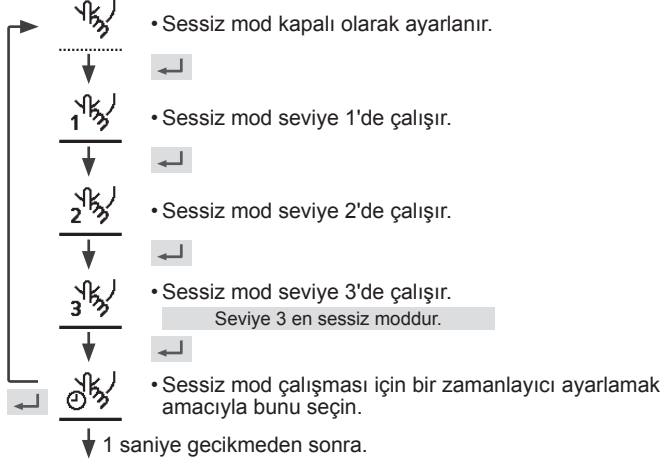 • Sessiz mod kapalı olarak ayarlanır.
1
• Sessiz mod seviye 1'de çalışır.
2
• Sessiz mod seviye 2'de çalışır.
3
• Sessiz mod seviye 3'de çalışır.
Seviye 3 en sessiz moddur.
• Sessiz mod çalışması için bir zamanlayıcı ayarlamak
amacıyla bunu seçin.
1 saniye gecikmeden sonra.